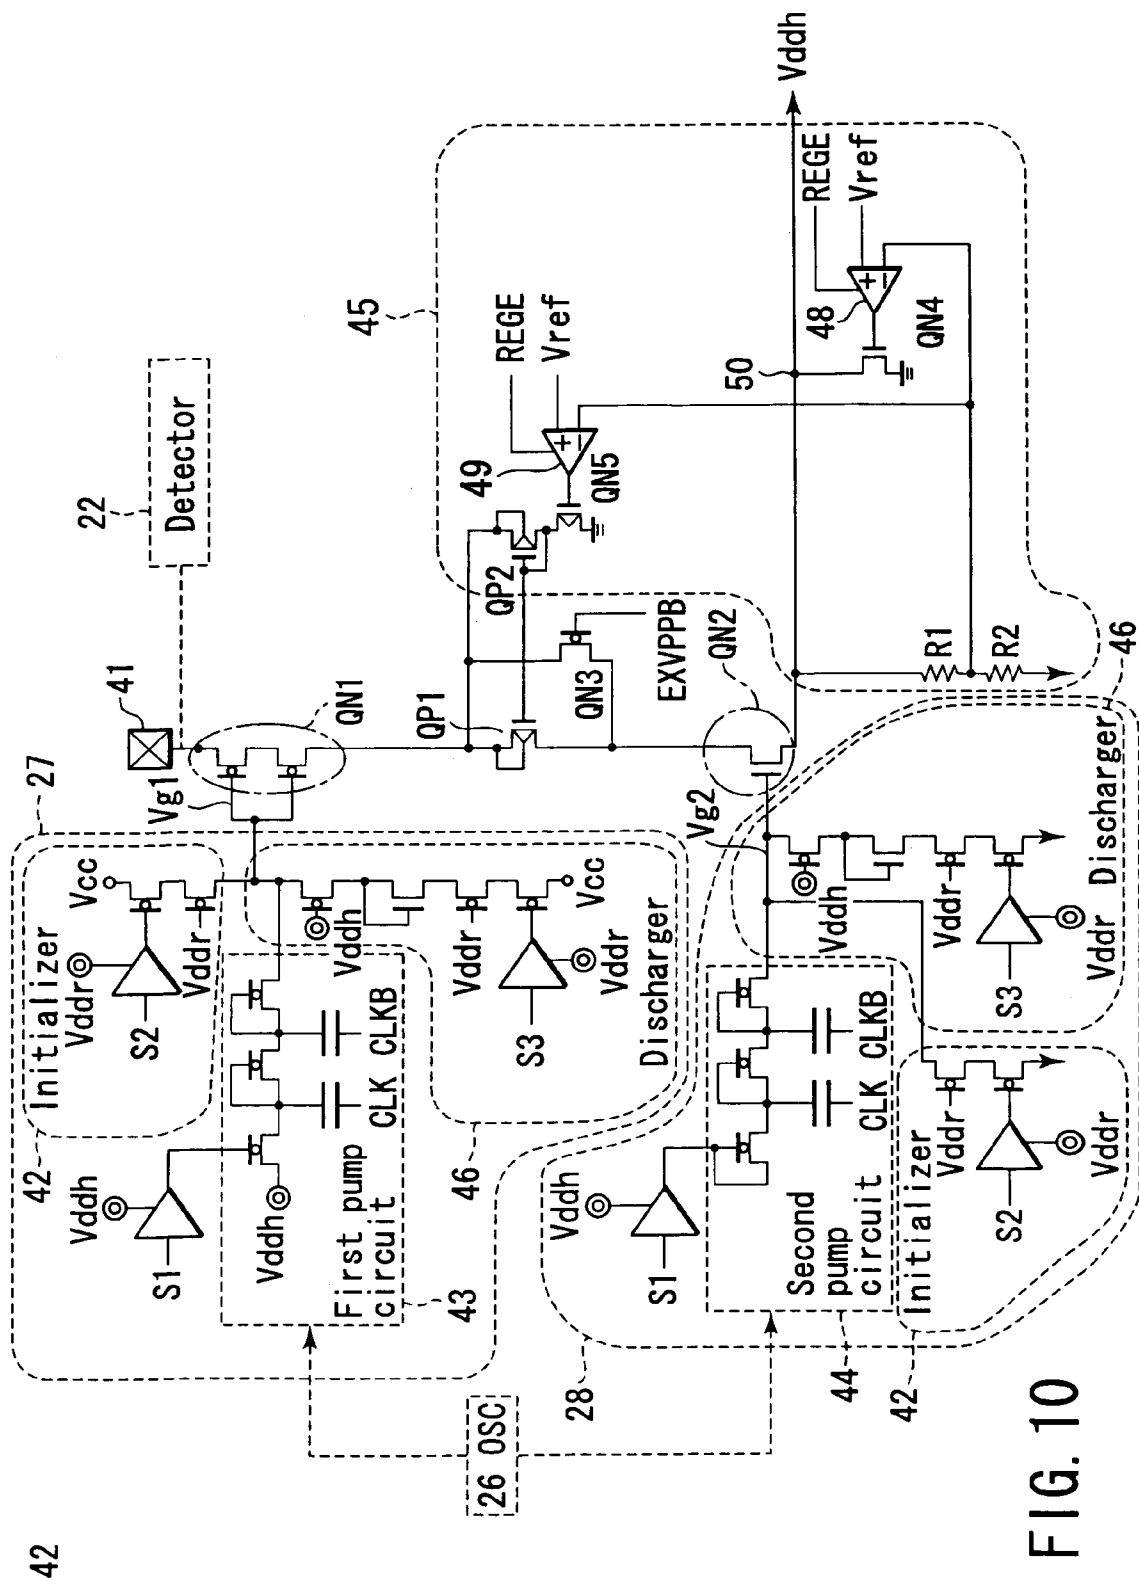 42
26 OSC
27
42
Initializer
Vddr
Vcc
S2
Vddr
Vddh
S1
Vddh
First pump
circuit
43
CLK
CLKB
Vddh
Vddr
Vcc
S3
Vddr
Discharger
46
Vg1
QN1
41
22
Detector
QP1
QP2
QN3
EXVPPB
QN2
45
REGE
Vref
49
QN5
50
REGE
Vref
48
QN4
Vddh
R1
R2
28
Vddh
S1
Second
pump
circuit
44
CLK
CLKB
Vg2
Vddh
Vddr
S3
Vddr
Discharger
46
Initializer
42
Vddr
S2
Vddr
FIG. 10